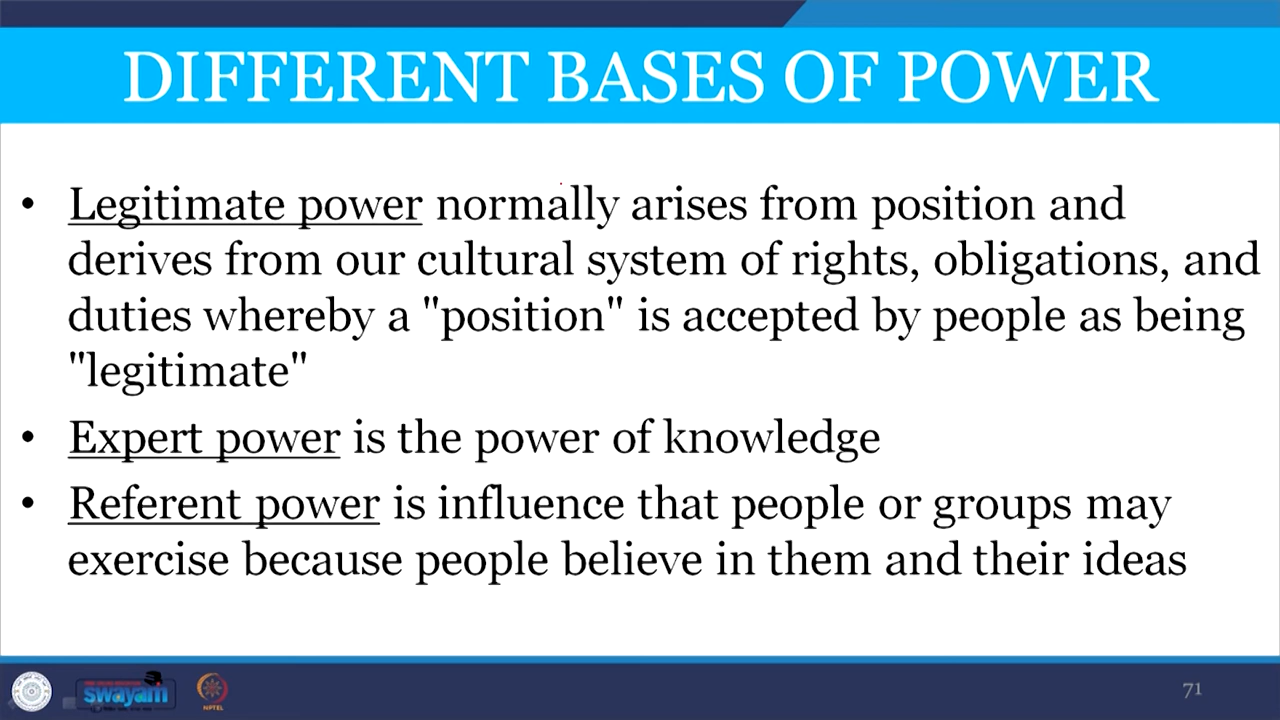 DIFFERENT BASES OF POWER
• Legitimate power normally arises from position and
derives from our cultural system of rights, obligations, and
duties whereby a "position" is accepted by people as being
"legitimate"
• Expert power is the power of knowledge
• Referent power is influence that people or groups may
exercise because people believe in them and their ideas
swayam
NPTEL
71